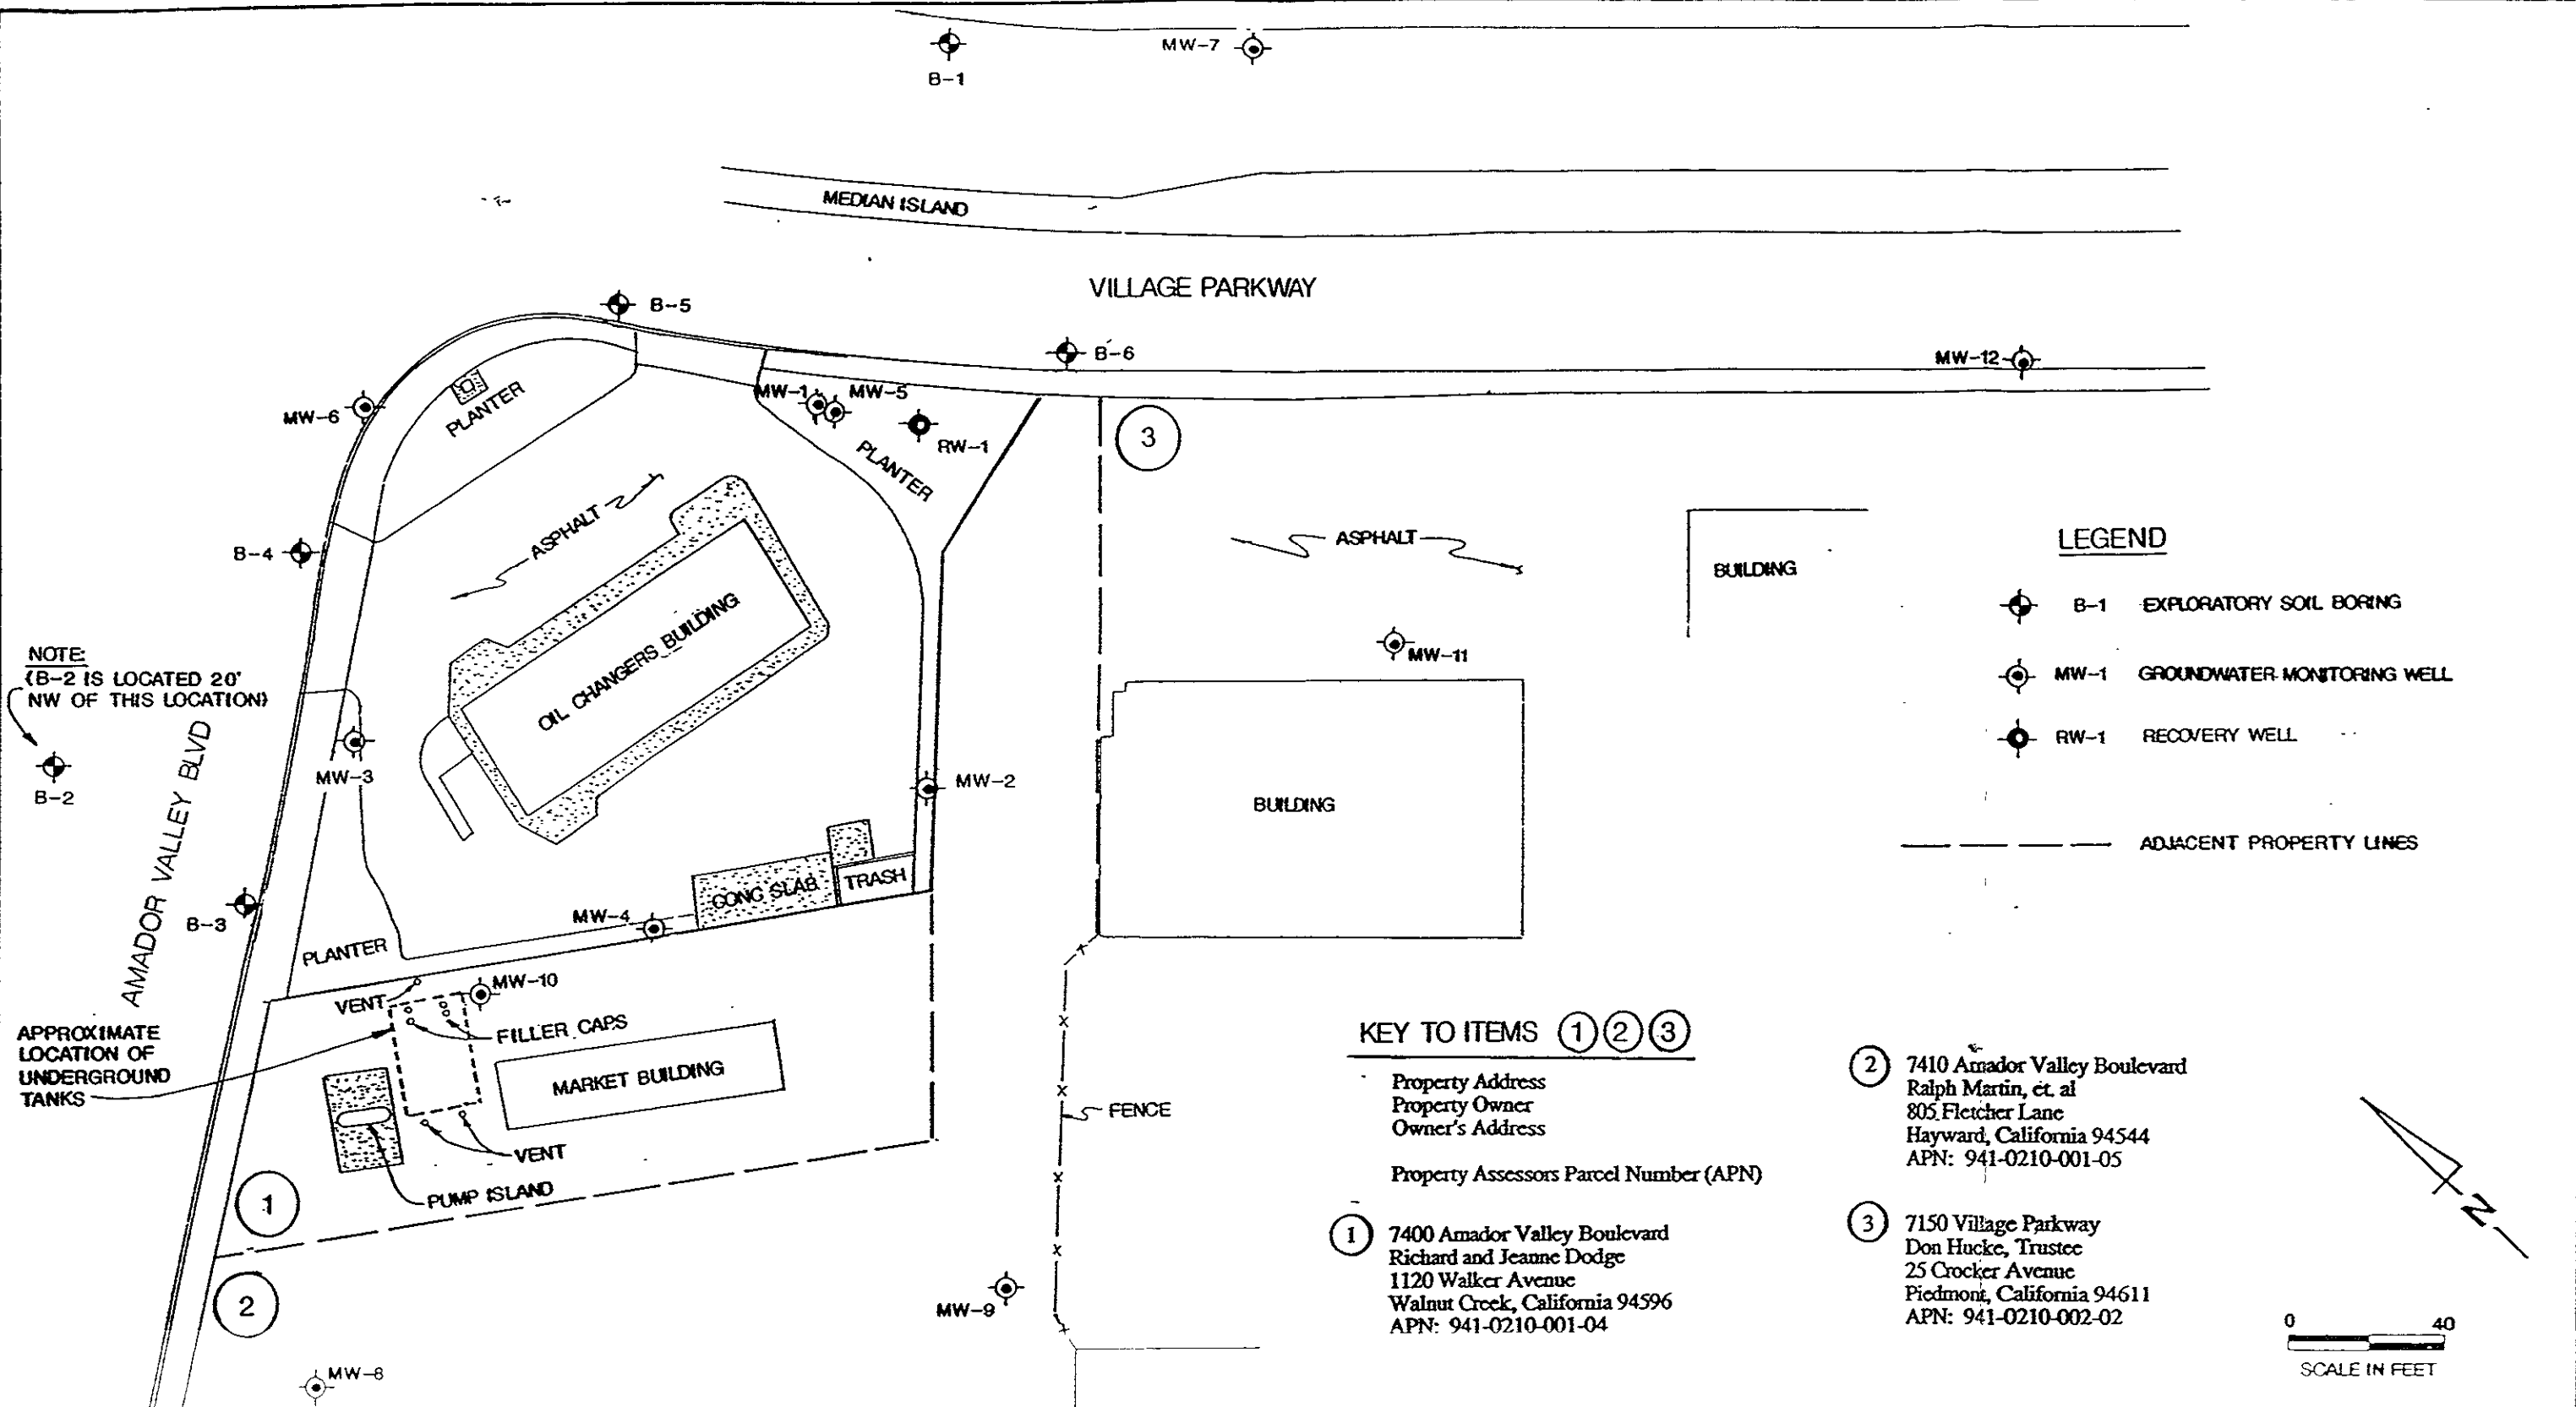 B-1
MW-7
MEDIAN ISLAND
VILLAGE PARKWAY
B-5
B-6
MW-12
MW-6
PLANTER
MW-1
MW-5
RW-1
PLANTER
3
ASPHALT
ASPHALT
BUILDING
B-4
OIL CHANGERS BUILDING
MW-11
NOTE:
(B-2 IS LOCATED 20'
NW OF THIS LOCATION)
B-2
AMADOR VALLEY BLVD
MW-3
MW-2
BUILDING
CONC SLAB
TRASH
MW-4
B-3
PLANTER
VENT
MW-10
FILLER CAPS
APPROXIMATE
LOCATION OF
UNDERGROUND
TANKS
MARKET BUILDING
VENT
PUMP ISLAND
FENCE
1
2
MW-9
MW-8
LEGEND
B-1 EXPLORATORY SOIL BORING
MW-1 GROUNDWATER MONITORING WELL
RW-1 RECOVERY WELL
ADJACENT PROPERTY LINES
KEY TO ITEMS 1 2 3
Property Address
Property Owner
Owner's Address
Property Assessors Parcel Number (APN)
1 7400 Amador Valley Boulevard
Richard and Jeanne Dodge
1120 Walker Avenue
Walnut Creek, California 94596
APN: 941-0210-001-04
2 7410 Amador Valley Boulevard
Ralph Martin, et. al
805 Fletcher Lane
Hayward, California 94544
APN: 941-0210-001-05
3 7150 Village Parkway
Don Hucke, Trustee
25 Crocker Avenue
Piedmont, California 94611
APN: 941-0210-002-02
N
0 40
SCALE IN FEET